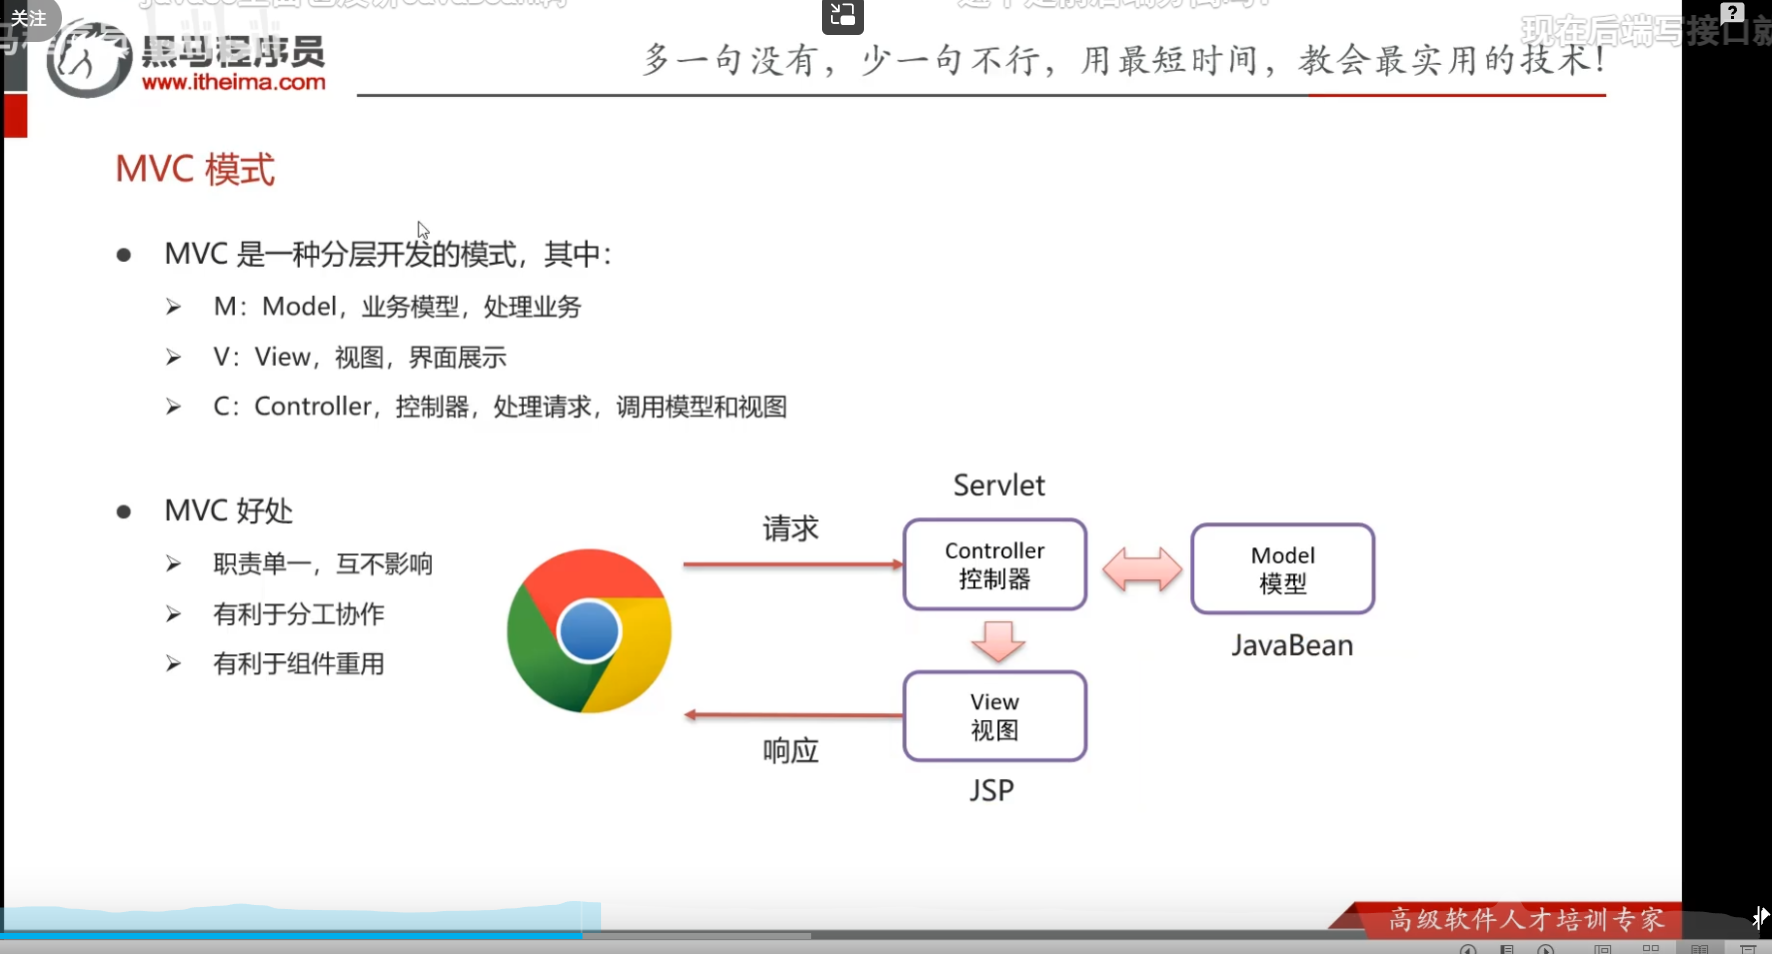 关注
黑马程序员
www.itheima.com
多一句没有，少一句不行，用最短时间，教会最实用的技术！
现在后端写接口就
MVC 模式
MVC 是一种分层开发的模式，其中：
M：Model，业务模型，处理业务
V：View，视图，界面展示
C：Controller，控制器，处理请求，调用模型和视图
MVC 好处
职责单一，互不影响
有利于分工协作
有利于组件重用
请求
响应
Servlet
Controller
控制器
Model
模型
JavaBean
View
视图
JSP
高级软件人才培训专家